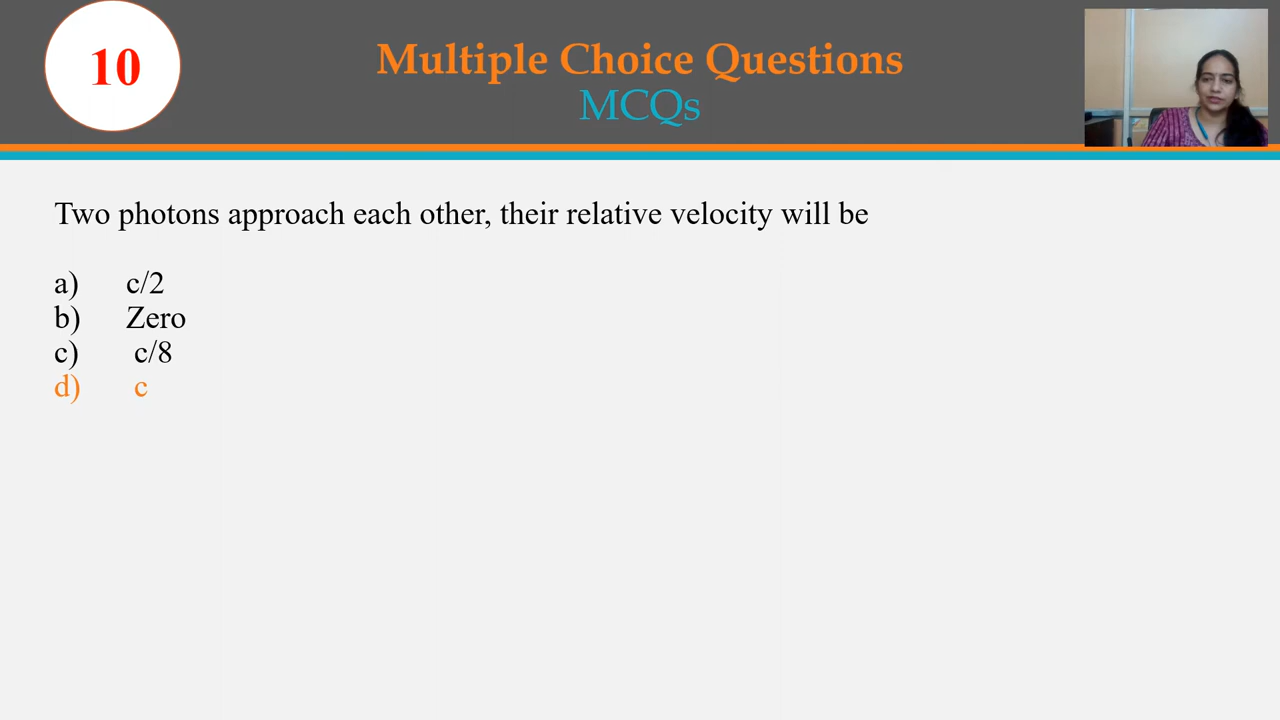 10
Multiple Choice Questions
MCQs
Two photons approach each other, their relative velocity will be
a) c/2
b) Zero
c) c/8
d) c